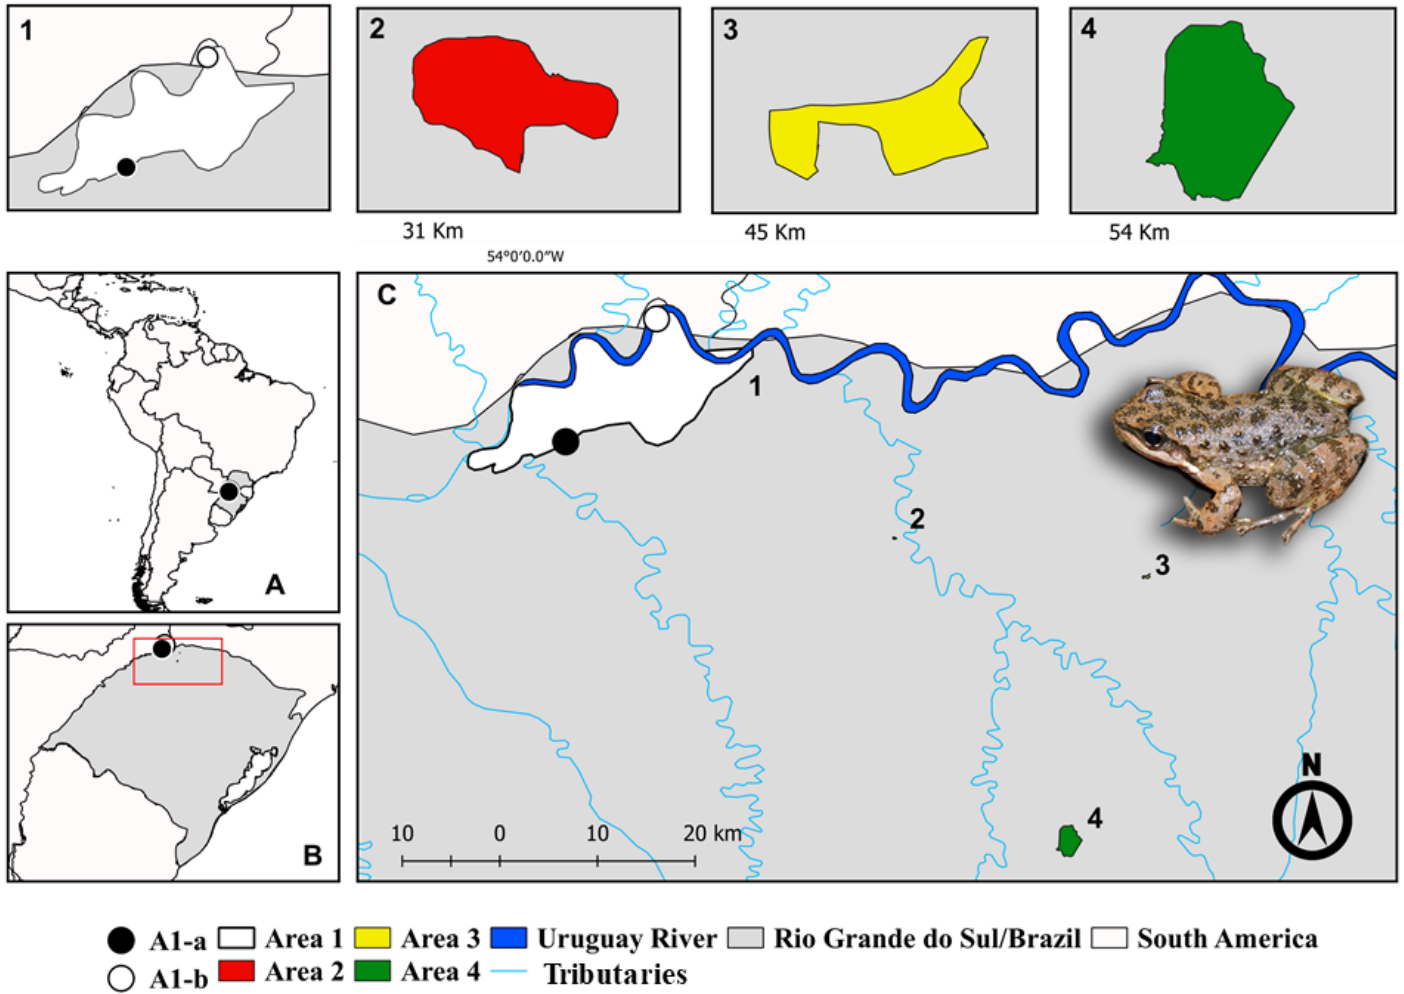 1
2
3
4
31 Km
45 Km
54 Km
54°0'0.0"W
A
B
C
1
2
3
4
N
10 0 10 20 km
A1-a Area 1 Area 3 Uruguay River Rio Grande do Sul/Brazil South America
A1-b Area 2 Area 4 Tributaries